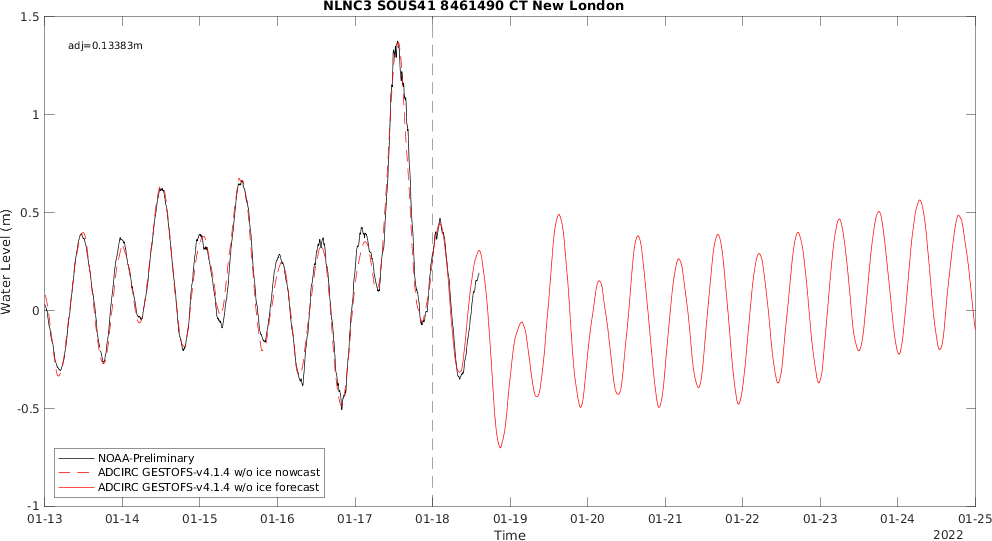 NLNC3 SOUS41 8461490 CT New London
adj=0.13383m
1.5
1
0.5
0
-0.5
-1
Water Level (m)
NOAA-Preliminary
ADCIRC GESTOFS-v4.1.4 w/o ice nowcast
ADCIRC GESTOFS-v4.1.4 w/o ice forecast
01-13 01-14 01-15 01-16 01-17 01-18 01-19 01-20 01-21 01-22 01-23 01-24 01-25
Time
2022